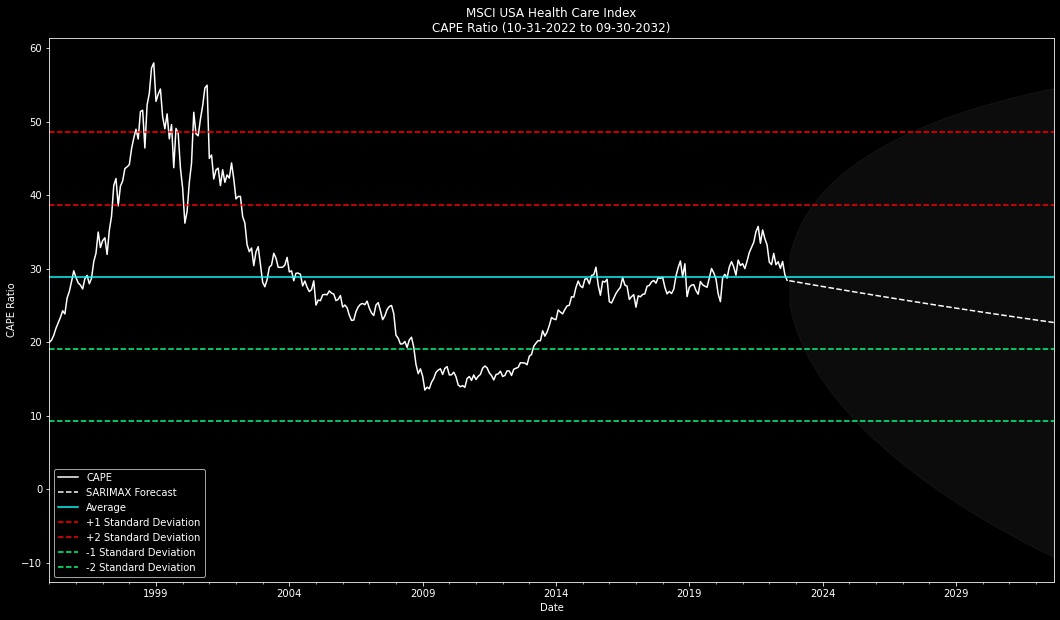 MSCI USA Health Care Index
CAPE Ratio (10-31-2022 to 09-30-2032)
60
50
40
30
20
10
0
−10
CAPE Ratio
CAPE
SARIMAX Forecast
Average
+1 Standard Deviation
+2 Standard Deviation
-1 Standard Deviation
-2 Standard Deviation
1999
2004
2009
2014
2019
2024
2029
Date